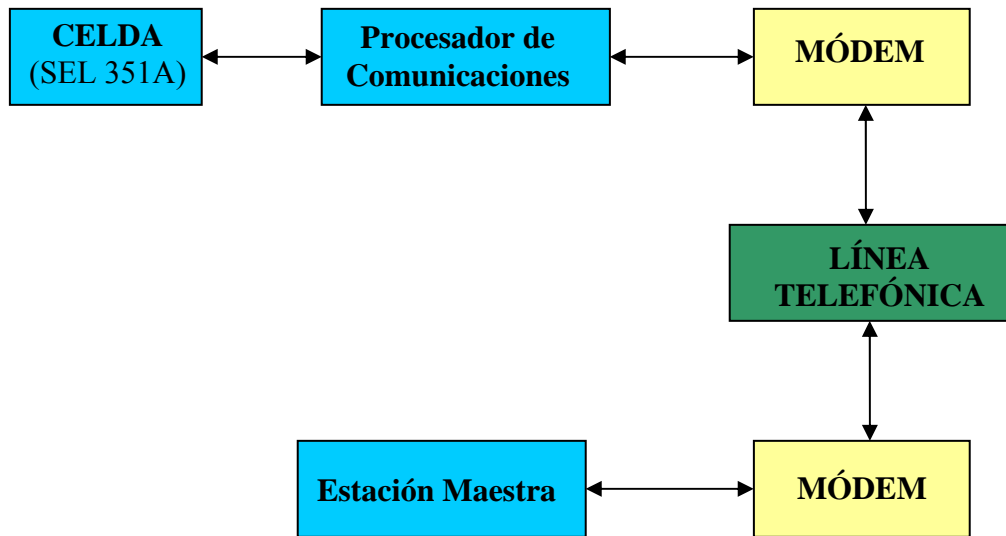 CELDA
(SEL 351A)
Procesador de
Comunicaciones
MÓDEM
LÍNEA
TELEFÓNICA
Estación Maestra
MÓDEM